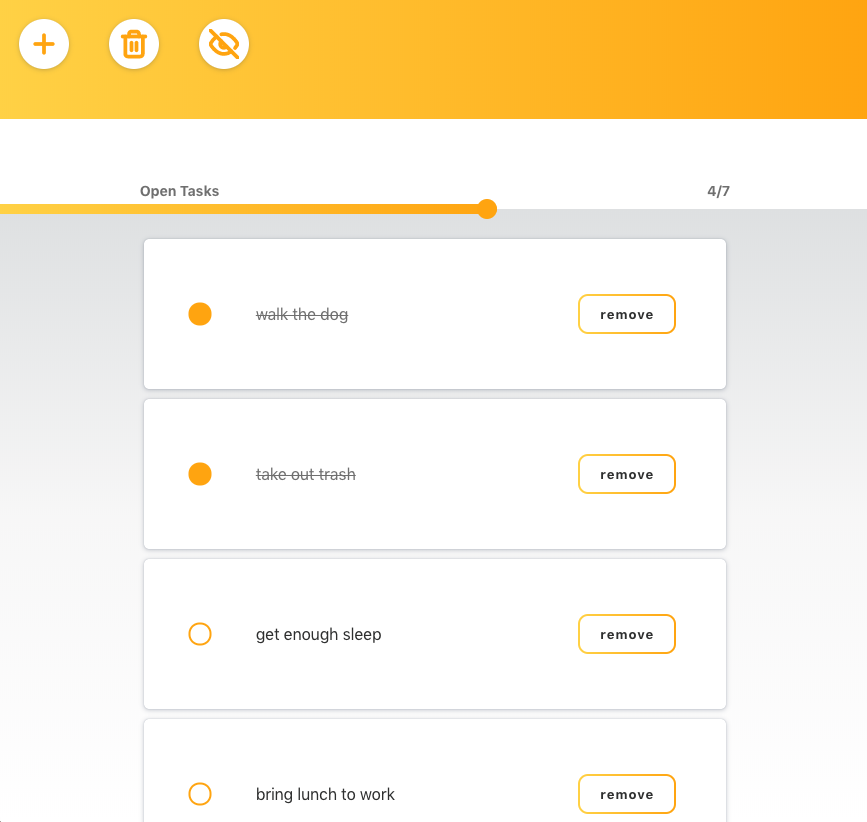 Open Tasks 4/7
walk the dog remove
take out trash remove
get enough sleep remove
bring lunch to work remove